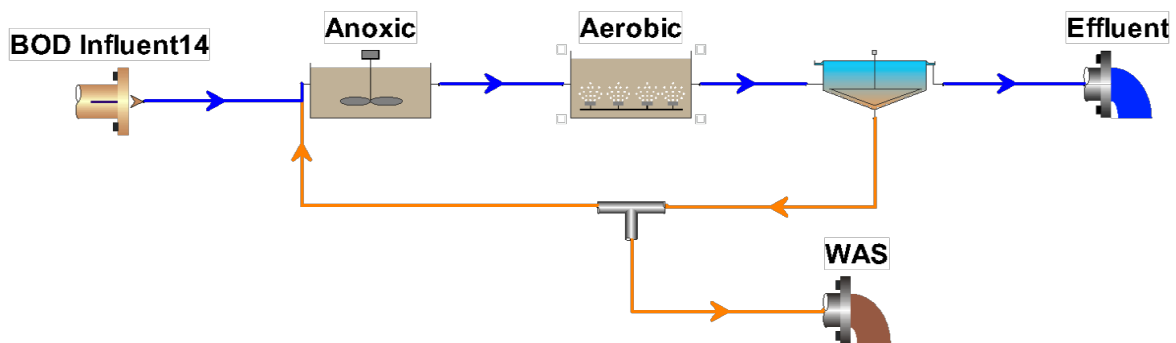 BOD Influent14
Anoxic
Aerobic
Effluent
WAS